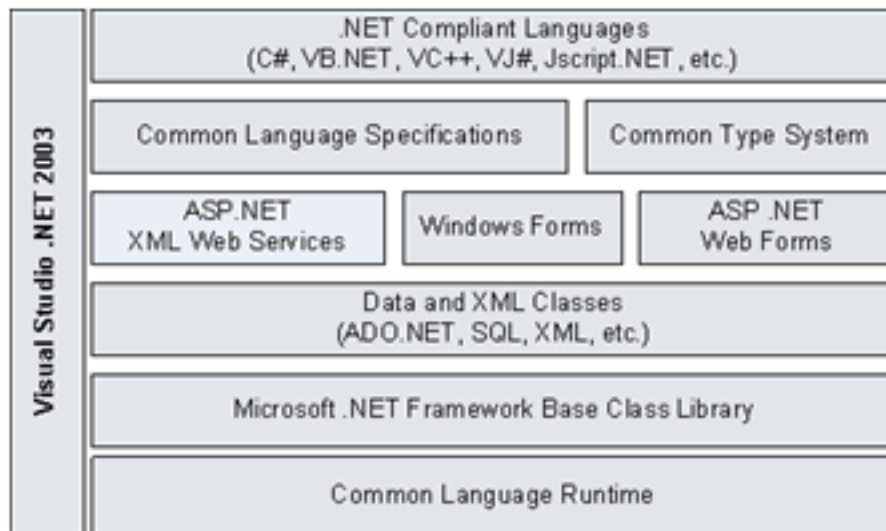 Visual Studio .NET 2003
.NET Compliant Languages
(C#, VB.NET, VC++, VJ#, Jscript.NET, etc.)
Common Language Specifications
Common Type System
ASP.NET
XML Web Services
Windows Forms
ASP .NET
Web Forms
Data and XML Classes
(ADO.NET, SQL, XML, etc.)
Microsoft .NET Framework Base Class Library
Common Language Runtime